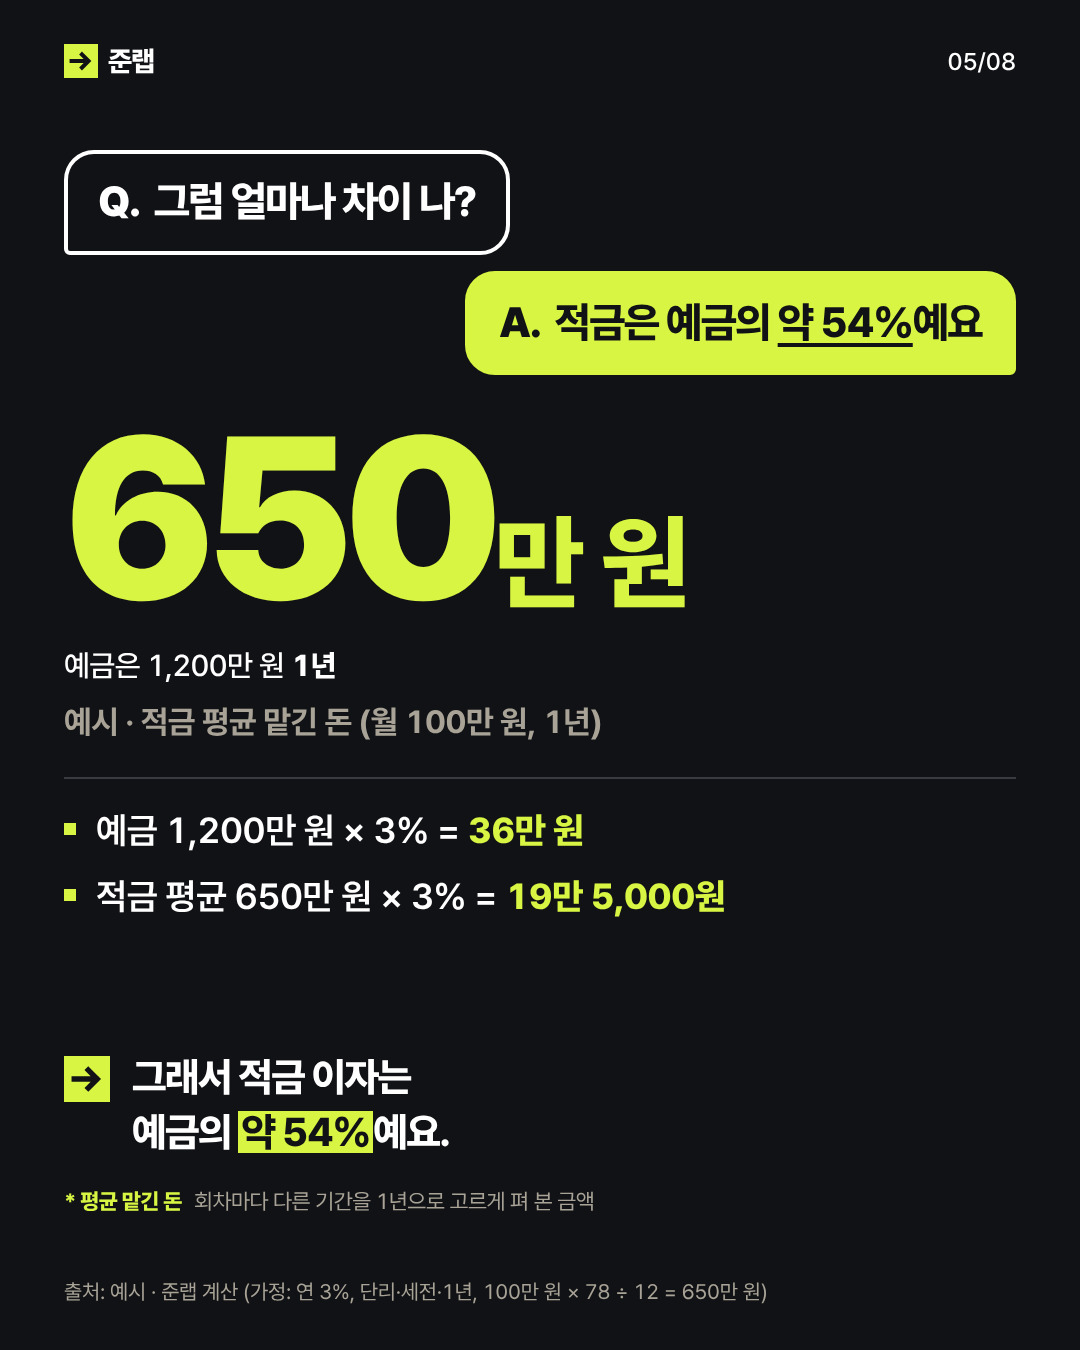 준랩
05/08
Q. 그럼 얼마나 차이 나?
A. 적금은 예금의 약 54%예요
650만 원
예금은 1,200만 원 1년
예시 · 적금 평균 맡긴 돈 (월 100만 원, 1년)
예금 1,200만 원 × 3% = 36만 원
적금 평균 650만 원 × 3% = 19만 5,000원
그래서 적금 이자는
예금의 약 54%예요.
* 평균 맡긴 돈 회차마다 다른 기간을 1년으로 고르게 펴 본 금액
출처: 예시 · 준랩 계산 (가정: 연 3%, 단리·세전·1년, 100만 원 × 78 ÷ 12 = 650만 원)